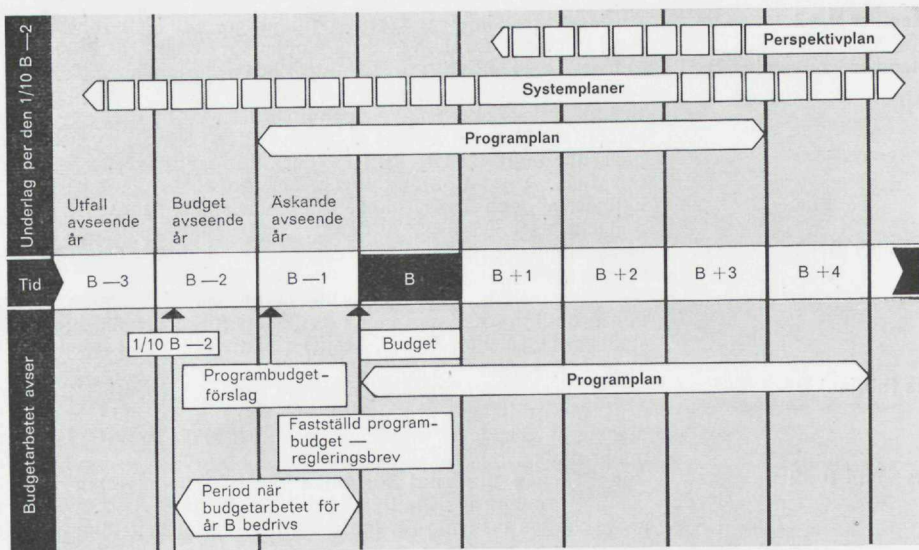 Underlag per den 1/10 B—2
Perspektivplan
Systemplaner
Programplan
Utfall
avseende
år
Budget
avseende
år
Äskande
avseende
år
Tid
B —3
B —2
B —1
B
B +1
B +2
B +3
B +4
Budgetarbetet avser
1/10 B —2
Budget
Programbudget-
förslag
Programplan
Fastställd program-
budget —
regleringsbrev
Period när
budgetarbetet för
år B bedrivs